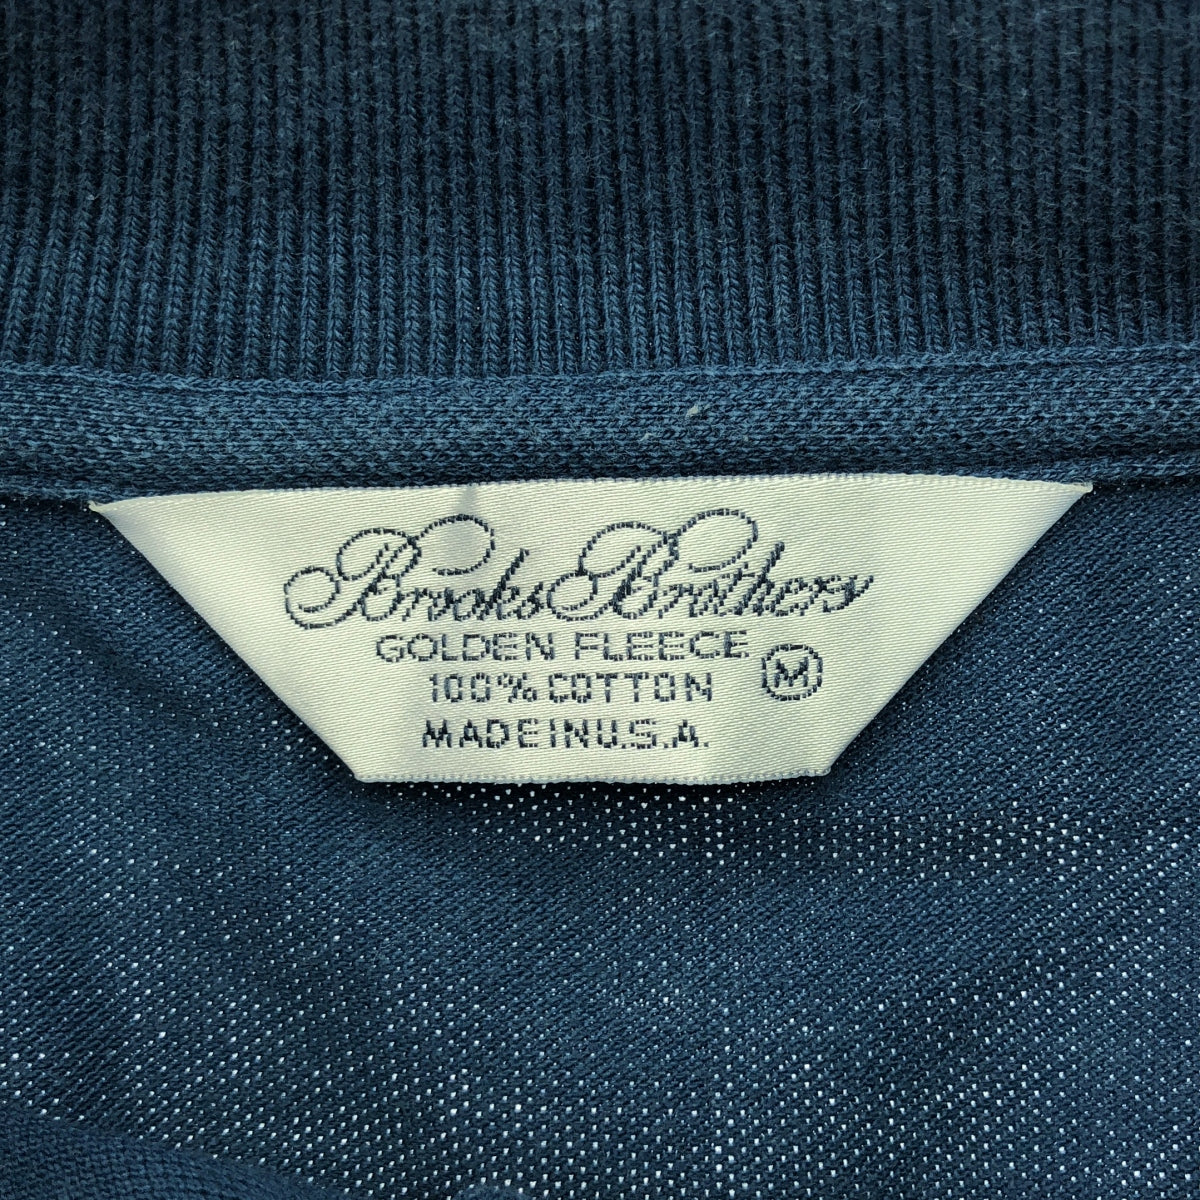 Brooks Brothers
GOLDEN FLEECE
100% COTTON M
MADE IN U.S.A.